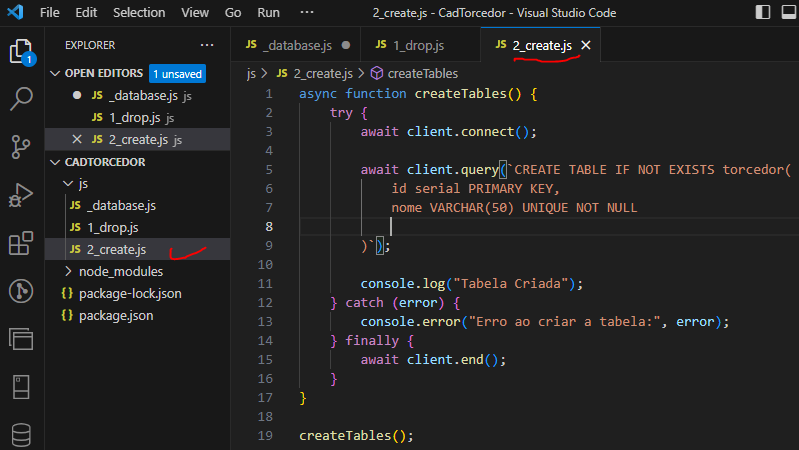 File Edit Selection View Go Run ··· 2_create.js - CadTorcedor - Visual Studio Code
EXPLORER ···
OPEN EDITORS 1 unsaved
JS _database.js js
JS 1_drop.js js
JS 2_create.js js
CADTORCEDOR
js
JS _database.js
JS 1_drop.js
JS 2_create.js
node_modules
{} package-lock.json
{} package.json
1
JS _database.js JS 1_drop.js JS 2_create.js
js > JS 2_create.js > createTables
1 async function createTables() {
2 try {
3 await client.connect();
4
5 await client.query(`CREATE TABLE IF NOT EXISTS torcedor(
6 id serial PRIMARY KEY,
7 nome VARCHAR(50) UNIQUE NOT NULL
8
9 )`);
10
11 console.log("Tabela Criada");
12 } catch (error) {
13 console.error("Erro ao criar a tabela:", error);
14 } finally {
15 await client.end();
16 }
17 }
18
19 createTables();